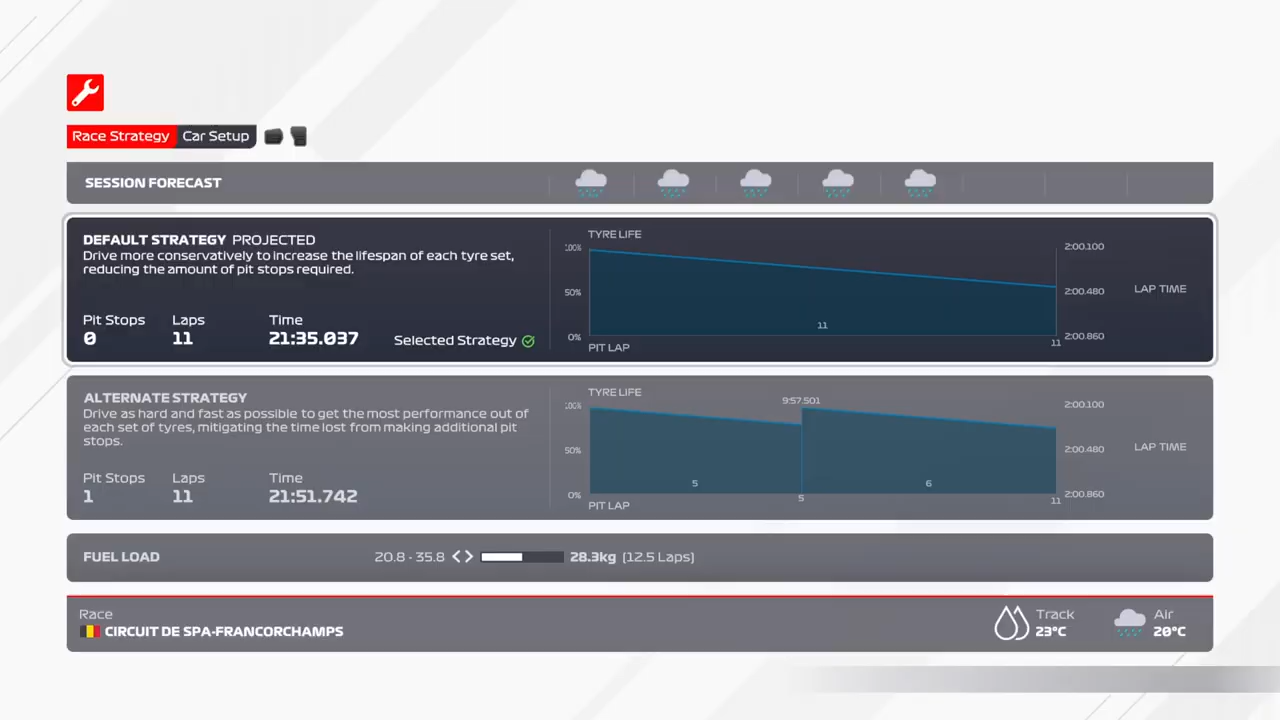 Race Strategy Car Setup
SESSION FORECAST
DEFAULT STRATEGY PROJECTED
Drive more conservatively to increase the lifespan of each tyre set,
reducing the amount of pit stops required.
Pit Stops Laps Time
0 11 21:35.037 Selected Strategy
TYRE LIFE
100% 2:00.100
50% 2:00.480 LAP TIME
11
0% 11 2:00.860
PIT LAP
ALTERNATE STRATEGY
Drive as hard and fast as possible to get the most performance out of
each set of tyres, mitigating the time lost from making additional pit
stops.
Pit Stops Laps Time
1 11 21:51.742
TYRE LIFE
9:57.501
100% 2:00.100
50% 2:00.480 LAP TIME
5 6
0% 5 11 2:00.860
PIT LAP
FUEL LOAD 20.8 - 35.8 28.3kg (12.5 Laps)
Race
CIRCUIT DE SPA-FRANCORCHAMPS
Track
23°C
Air
20°C